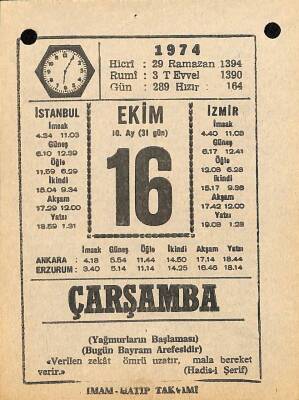 1974
Hicrî : 29 Ramazan 1394
Rumî : 3 T Evvel 1390
Gün : 289 Hızır : 164
İSTANBUL
İmsak
4.34 11.03
Güneş
6.10 12.39
Öğle
11.59 6.29
İkindi
15.04 9.34
Akşam
17.29 12.00
Yatsı
18.59 1.31
EKİM
10. Ay (31 gün)
16
İZMİR
İmsak
4.40 11.03
Güneş
6.17 12.41
Öğle
12.08 6.28
İkindi
15.17 9.36
Akşam
17.42 12.00
Yatsı
19.08 1.28
İmsak Güneş Öğle İkindi Akşam Yatsı
ANKARA : 4.18 5.54 11.44 14.50 17.14 18.44
ERZURUM : 3.40 5.14 11.14 14.25 16.46 18.14
ÇARŞAMBA
(Yağmurların Başlaması)
(Bugün Bayram Arefesidir)
«Verilen zekât ömrü uzatır, mala bereket
verir.» (Hadis-i Şerif)
İMAM-HATİP TAKVİMİ